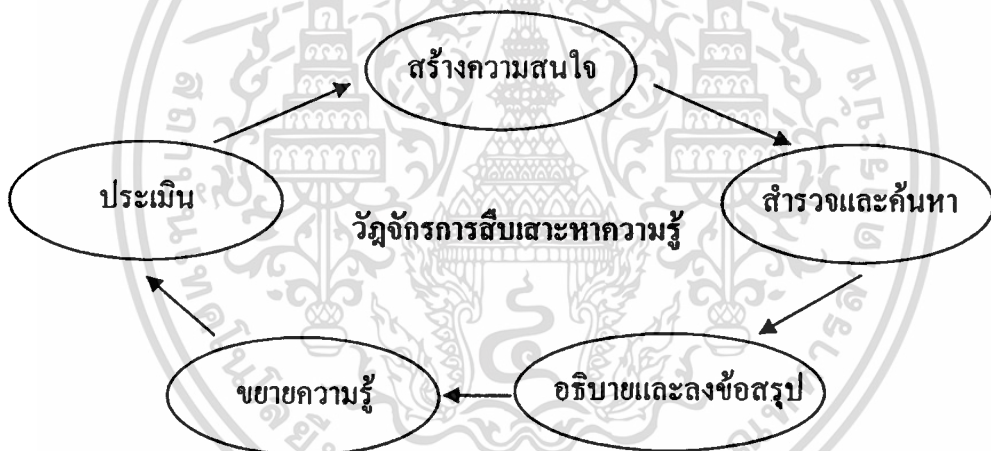 สร้างความสนใจ
ประเมิน
สำรวจและค้นหา
วัฎจักรการสืบเสาะหาความรู้
ขยายความรู้
อธิบายและลงข้อสรุป